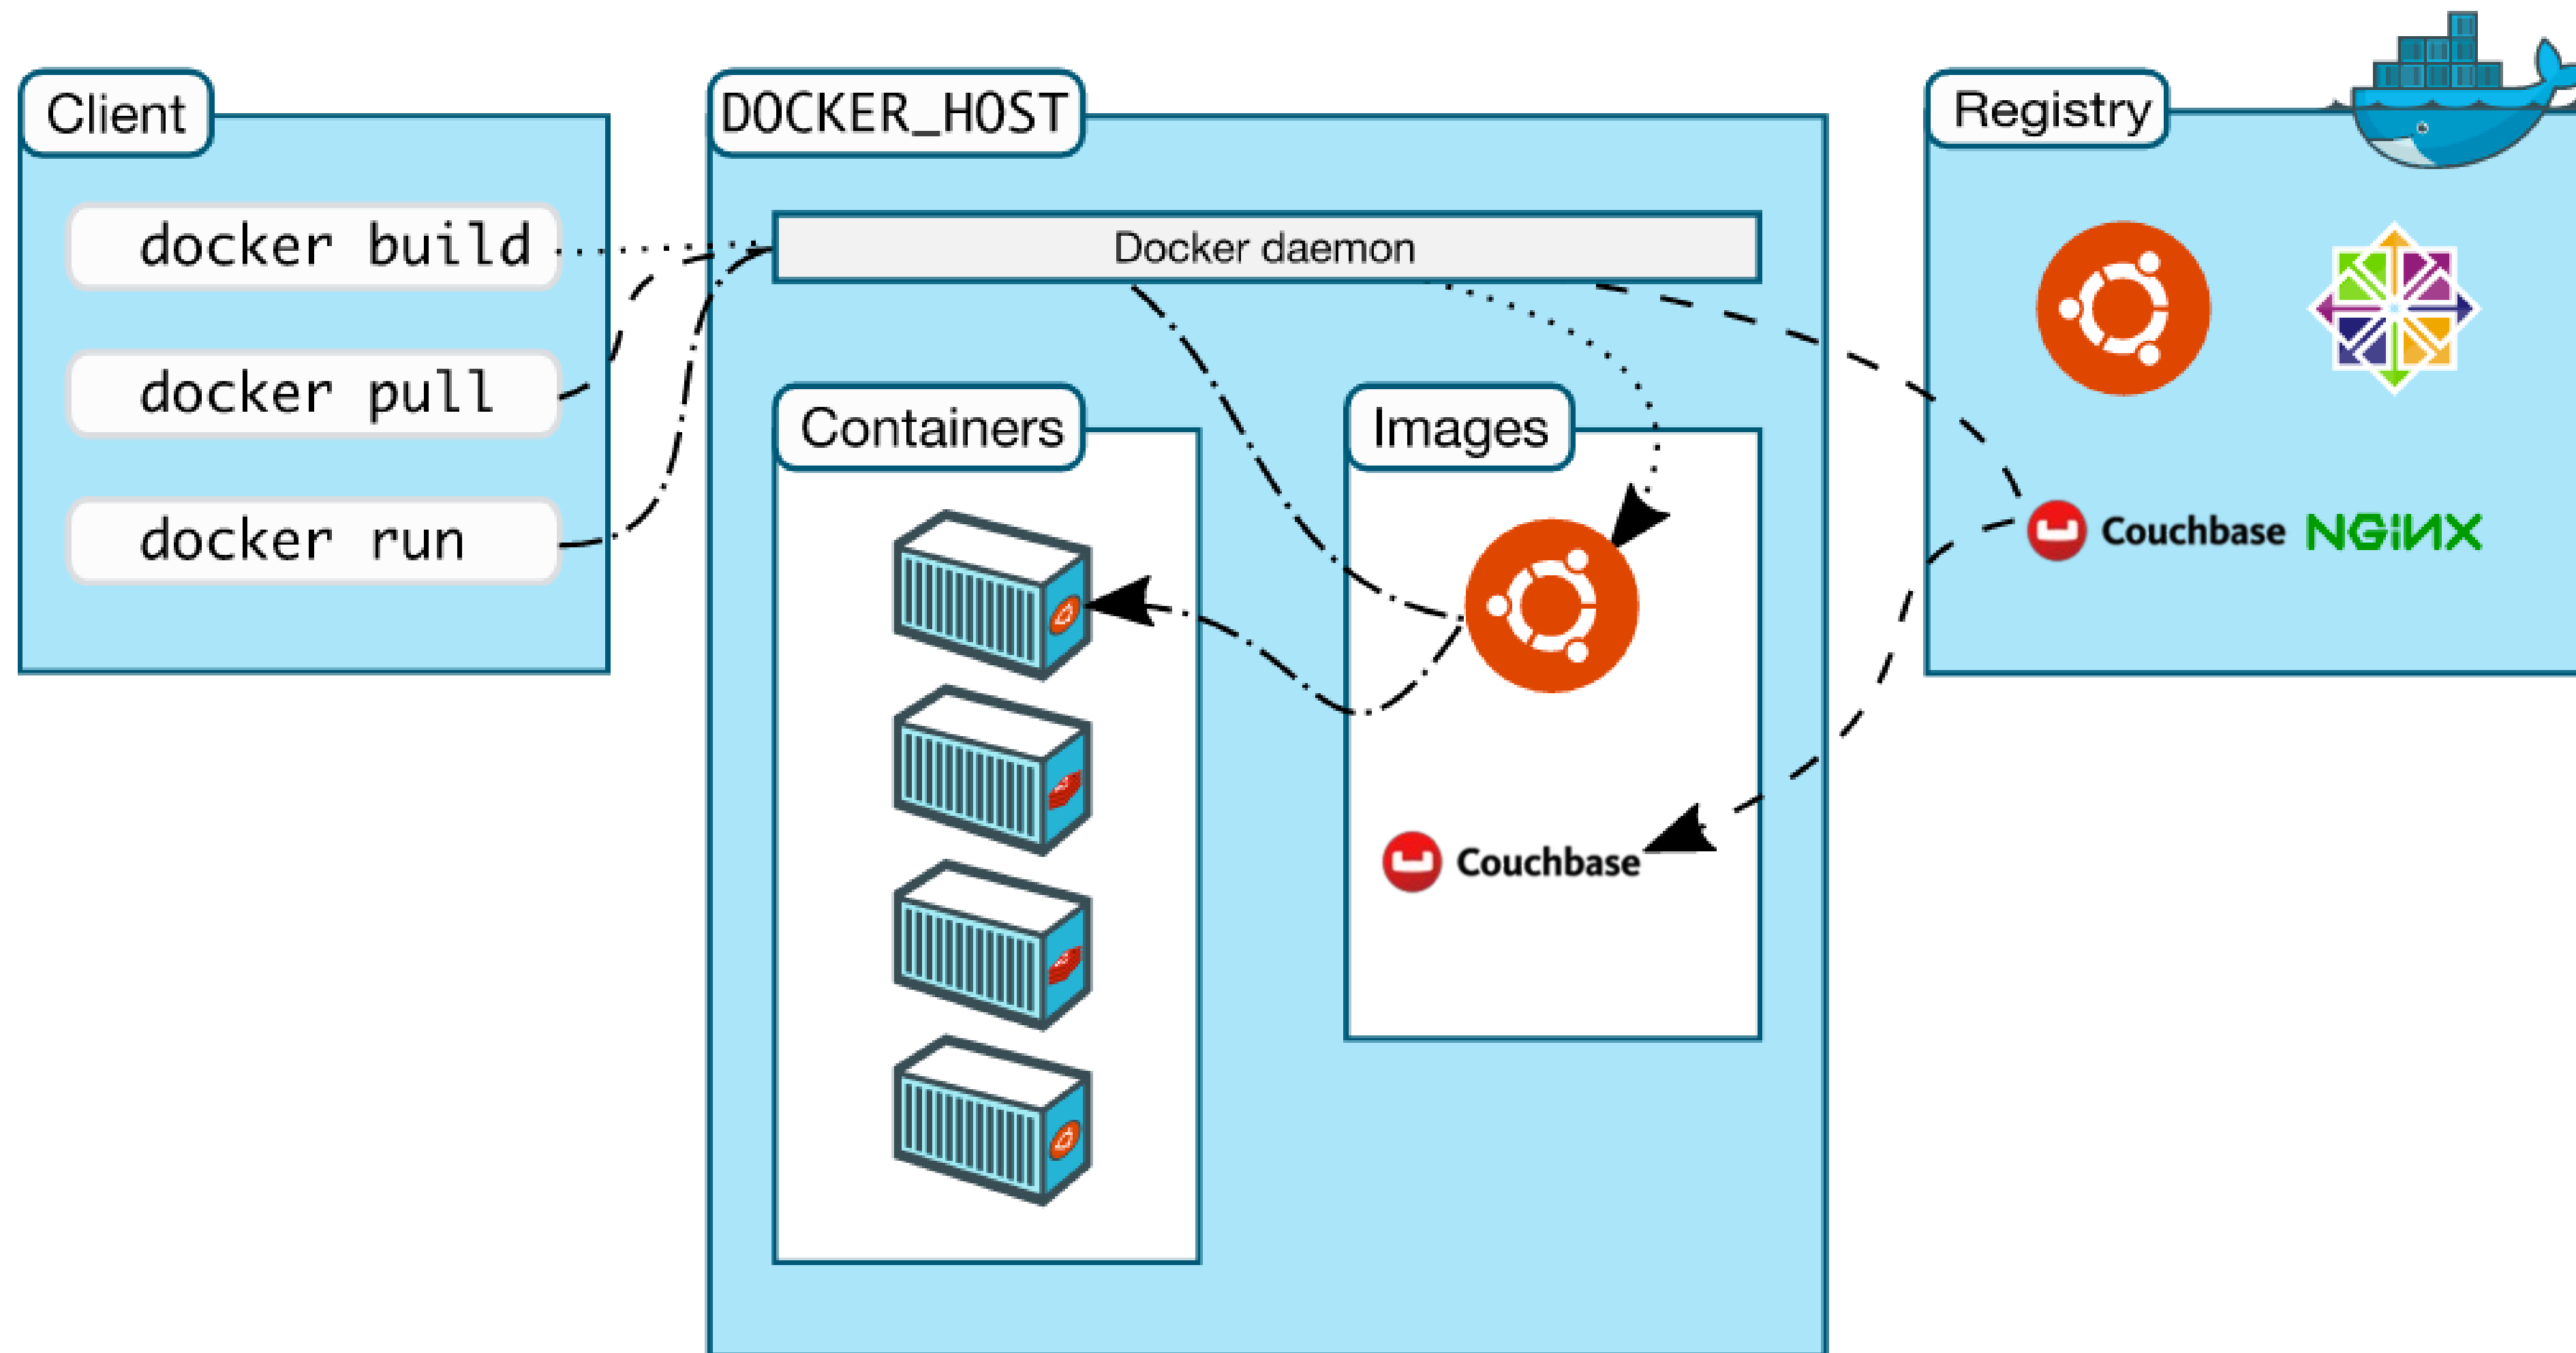 Client
docker build
docker pull
docker run
DOCKER_HOST
Docker daemon
Containers
Images
Couchbase
Registry
Couchbase
NGiNX